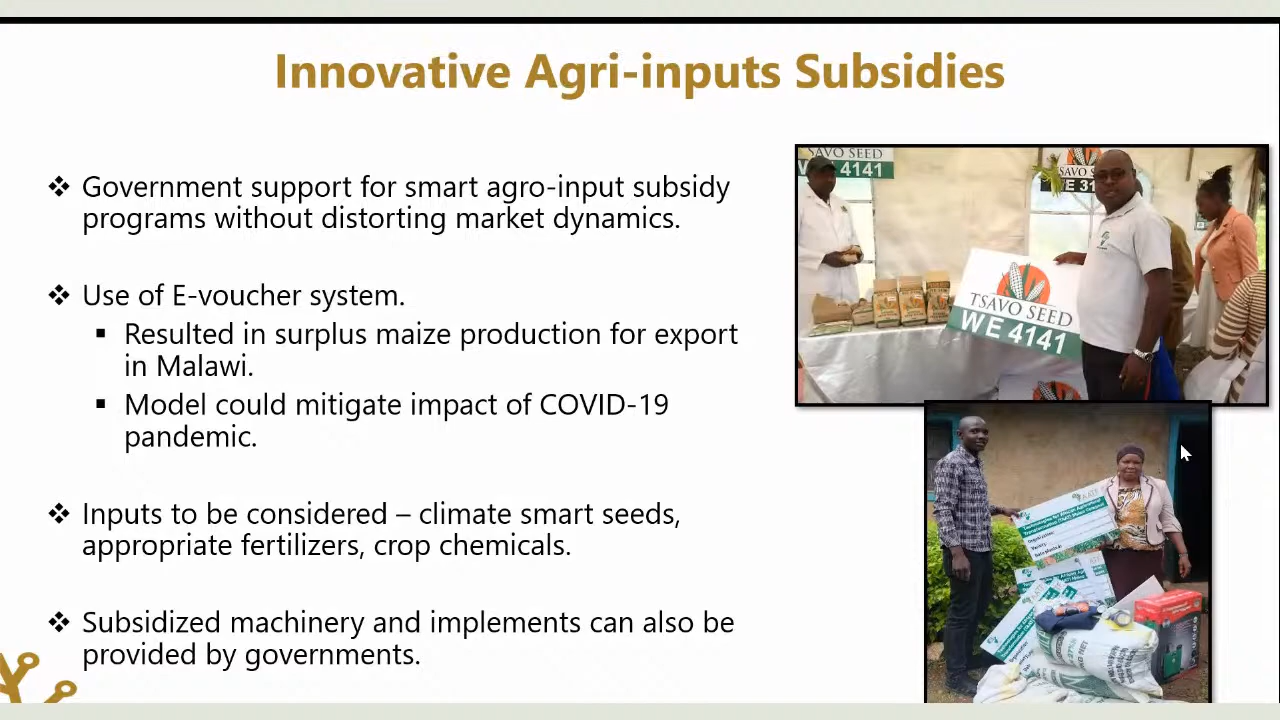 Innovative Agri-inputs Subsidies
❖ Government support for smart agro-input subsidy
programs without distorting market dynamics.
❖ Use of E-voucher system.
▪ Resulted in surplus maize production for export
in Malawi.
▪ Model could mitigate impact of COVID-19
pandemic.
❖ Inputs to be considered – climate smart seeds,
appropriate fertilizers, crop chemicals.
❖ Subsidized machinery and implements can also be
provided by governments.
SAVO SEED
4141
TSAVO SEED
WE 4141